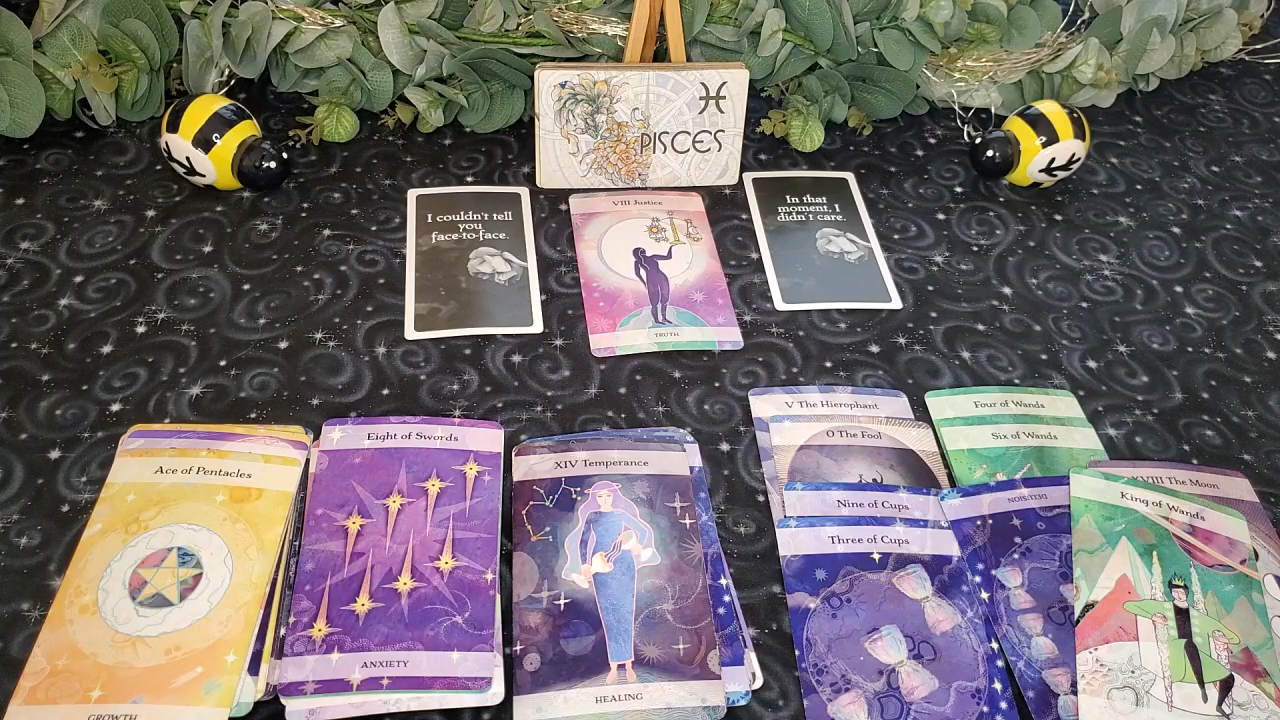 ♓
PISCES
I couldn't tell
you
face-to-face.
VIII Justice
TRUTH
In that
moment, I
didn't care.
Ace of Pentacles
GROWTH
Eight of Swords
ANXIETY
XIV Temperance
HEALING
V The Hierophant
0 The Fool
Nine of Cups
Three of Cups
Four of Wands
Six of Wands
DECISION
XVIII The Moon
King of Wands